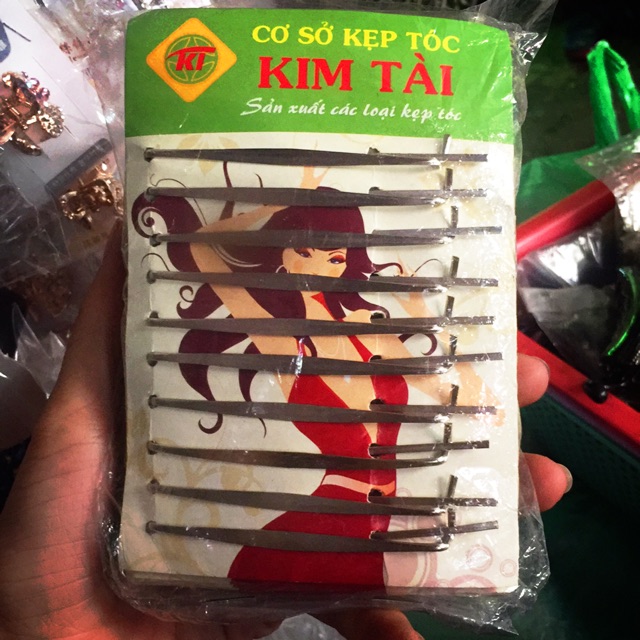 KT
CƠ SỞ KẸP TÓC
KIM TÀI
Sản xuất các loại kẹp tóc